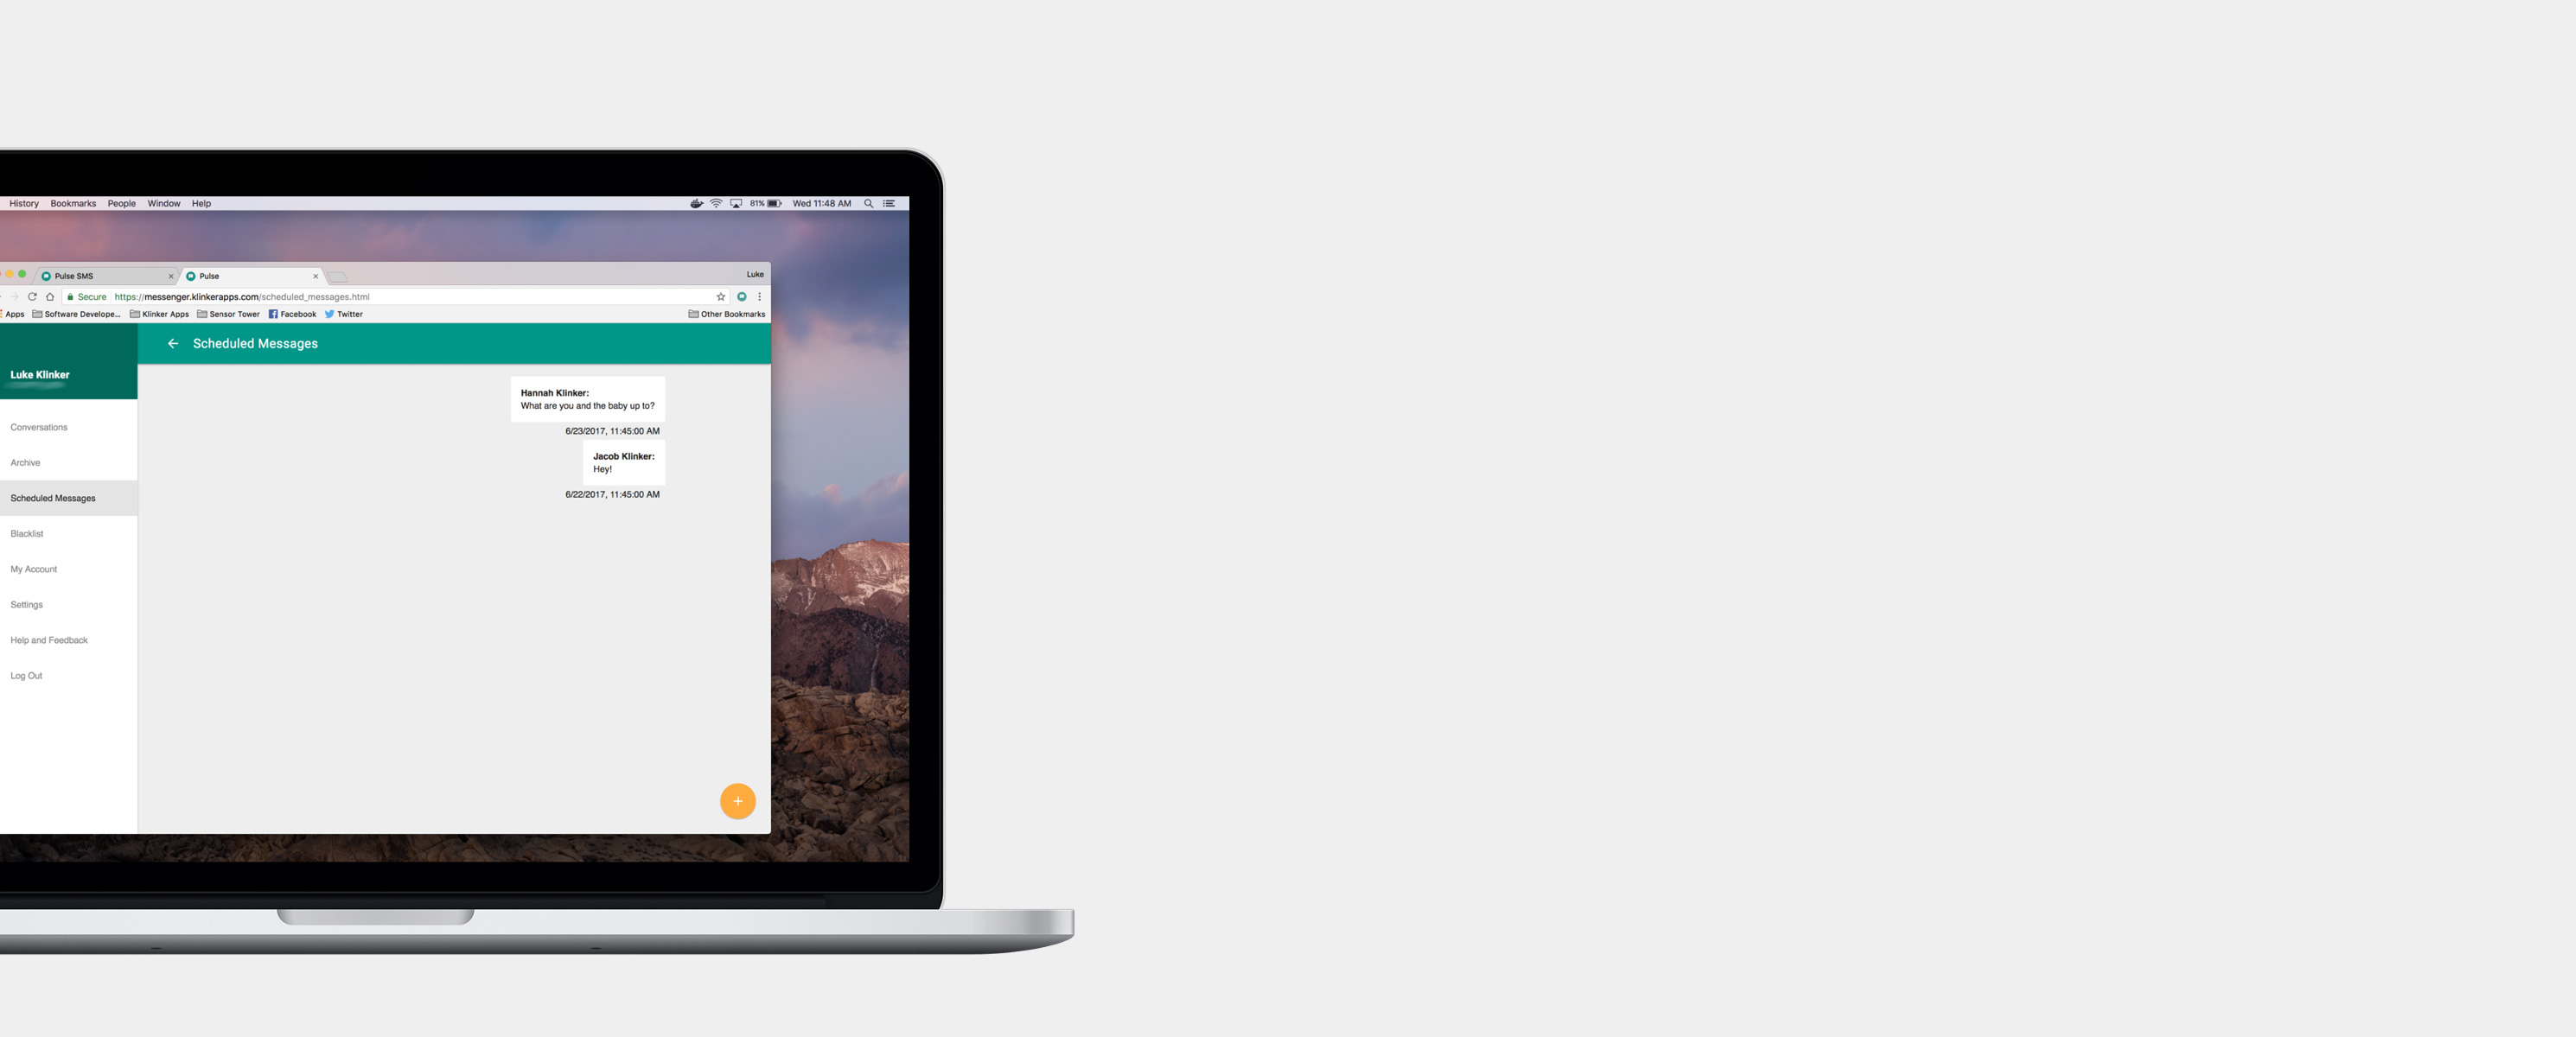 History Bookmarks People Window Help 81% Wed 11:48 AM
Pulse SMS Pulse Luke
Secure https://messenger.klinkerapps.com/scheduled_messages.html
Apps Software Develope... Klinker Apps Sensor Tower Facebook Twitter Other Bookmarks
Scheduled Messages
Luke Klinker
Conversations
Archive
Scheduled Messages
Blacklist
My Account
Settings
Help and Feedback
Log Out
Hannah Klinker:
What are you and the baby up to?
6/23/2017, 11:45:00 AM
Jacob Klinker:
Hey!
6/22/2017, 11:45:00 AM